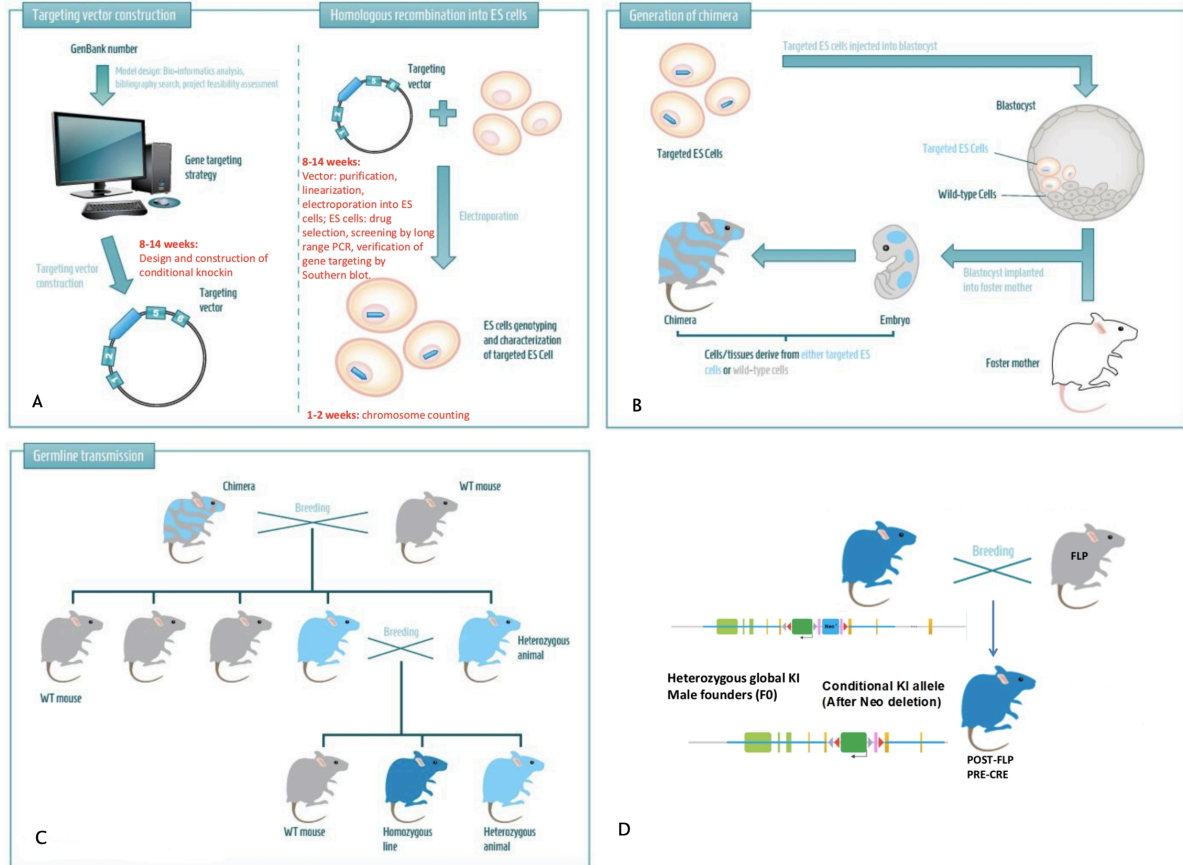 Targeting vector construction
GenBank number
Model design: Bio-informatics analysis,
bibliography search, project feasibility assessment
Gene targeting
strategy
8-14 weeks:
Design and construction of
conditional knockin
Targeting vector
construction
Targeting
vector
5
6
2
1
A
Homologous recombination into ES cells
Targeting
vector
8-14 weeks:
Vector: purification,
linearization,
electroporation into ES
cells; ES cells: drug
selection, screening by long
range PCR, verification of
gene targeting by
Southern blot.
Electroporation
ES cells genotyping
and characterization
of targeted ES Cell
1-2 weeks: chromosome counting
Generation of chimera
Targeted ES cells injected into blastocyst
Targeted ES Cells
Blastocyst
Targeted ES Cells
Wild-type Cells
Blastocyst implanted
into foster mother
Chimera
Embryo
Cells/tissues derive from either targeted ES
cells or wild-type cells
Foster mother
B
Germline transmission
Chimera
WT mouse
Breeding
Breeding
WT mouse
Heterozygous
animal
WT mouse
Homozygous
line
Heterozygous
animal
C
Breeding
FLP
Neo
Heterozygous global KI
Male founders (F0)
Conditional KI allele
(After Neo deletion)
POST-FLP
PRE-CRE
D